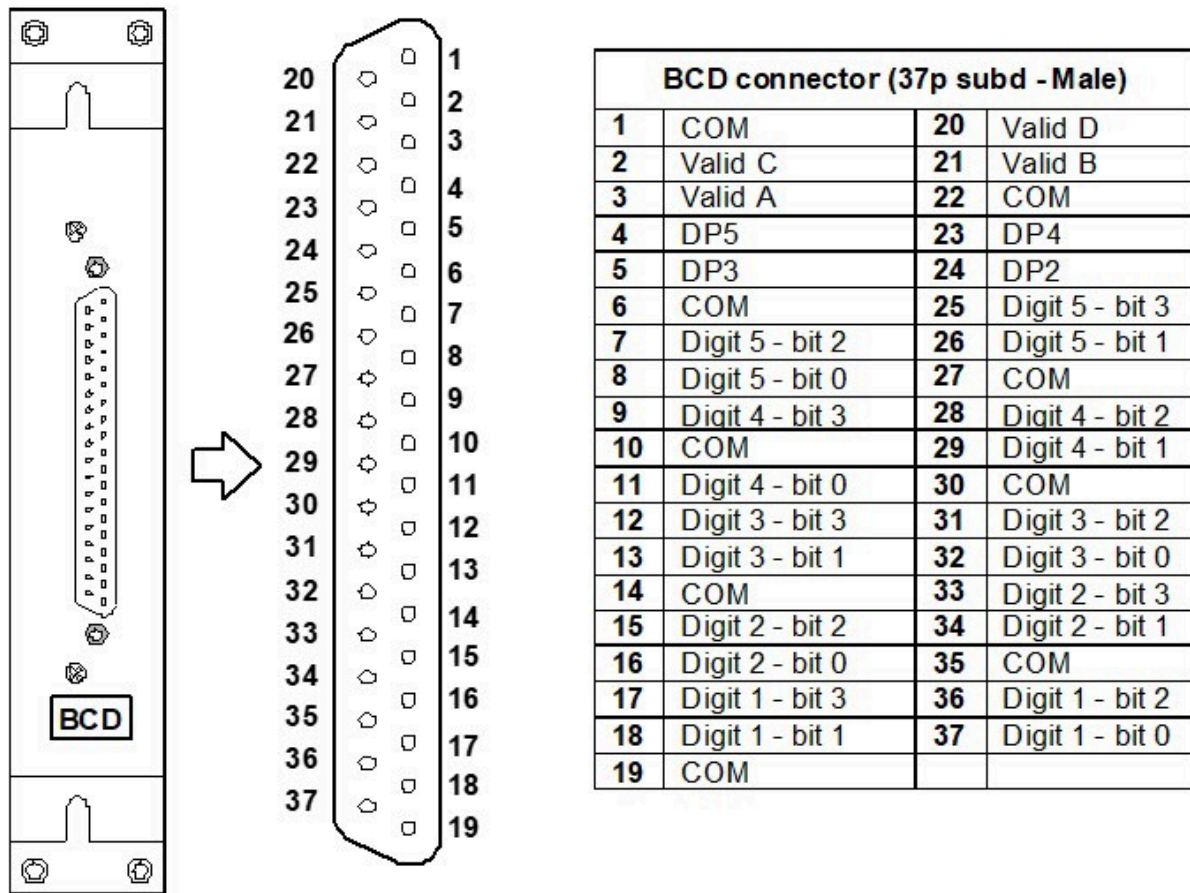 BCD
20
21
22
23
24
25
26
27
28
29
30
31
32
33
34
35
36
37
1
2
3
4
5
6
7
8
9
10
11
12
13
14
15
16
17
18
19
BCD connector (37p subd - Male)
1 COM 20 Valid D
2 Valid C 21 Valid B
3 Valid A 22 COM
4 DP5 23 DP4
5 DP3 24 DP2
6 COM 25 Digit 5 - bit 3
7 Digit 5 - bit 2 26 Digit 5 - bit 1
8 Digit 5 - bit 0 27 COM
9 Digit 4 - bit 3 28 Digit 4 - bit 2
10 COM 29 Digit 4 - bit 1
11 Digit 4 - bit 0 30 COM
12 Digit 3 - bit 3 31 Digit 3 - bit 2
13 Digit 3 - bit 1 32 Digit 3 - bit 0
14 COM 33 Digit 2 - bit 3
15 Digit 2 - bit 2 34 Digit 2 - bit 1
16 Digit 2 - bit 0 35 COM
17 Digit 1 - bit 3 36 Digit 1 - bit 2
18 Digit 1 - bit 1 37 Digit 1 - bit 0
19 COM